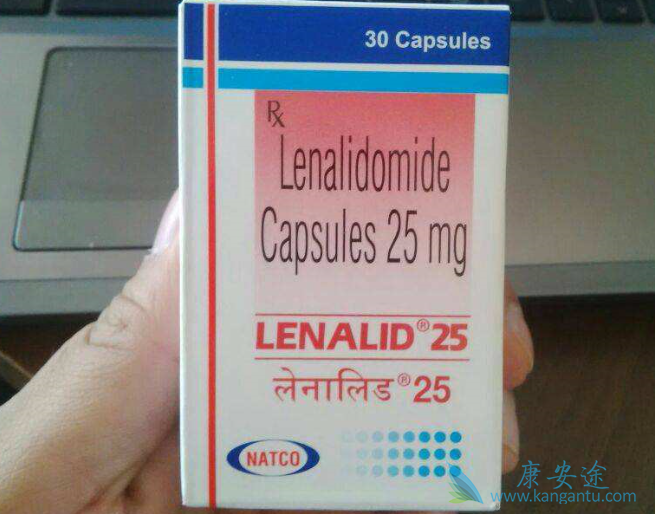 30 Capsules
Rx
Lenalidomide
Capsules 25 mg
LENALID® 25
लेनालिड® 25
NATCO
康安途
www.kangantu.com